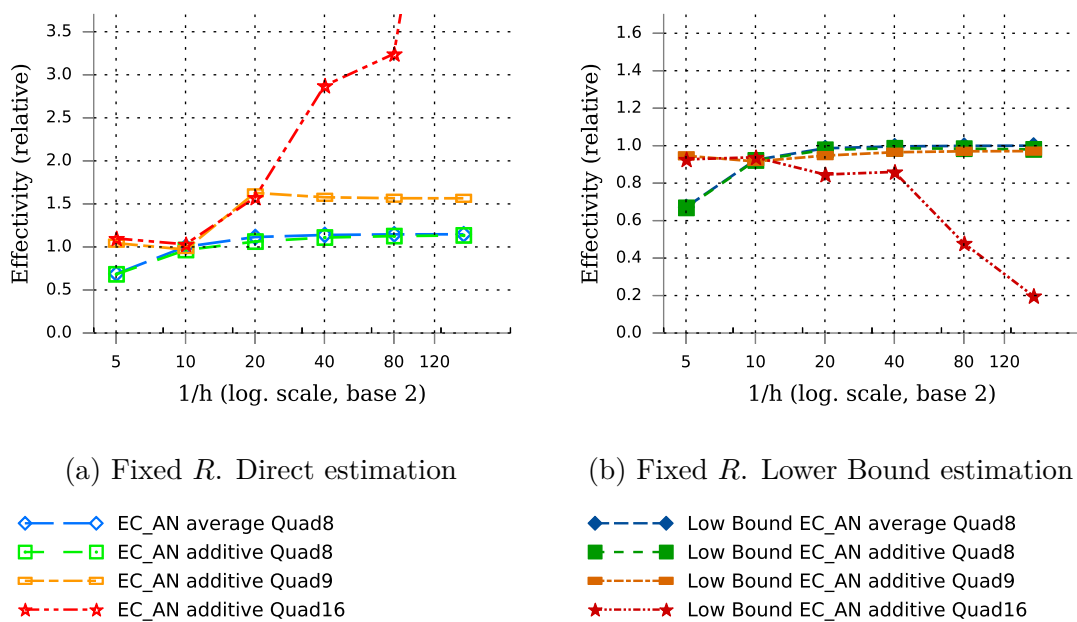 3.5
3.0
2.5
2.0
1.5
1.0
0.5
0.0
Effectivity (relative)
5 10 20 40 80 120
1/h (log. scale, base 2)
(a) Fixed R. Direct estimation
EC_AN average Quad8
EC_AN additive Quad8
EC_AN additive Quad9
EC_AN additive Quad16
1.6
1.4
1.2
1.0
0.8
0.6
0.4
0.2
0.0
Effectivity (relative)
5 10 20 40 80 120
1/h (log. scale, base 2)
(b) Fixed R. Lower Bound estimation
Low Bound EC_AN average Quad8
Low Bound EC_AN additive Quad8
Low Bound EC_AN additive Quad9
Low Bound EC_AN additive Quad16